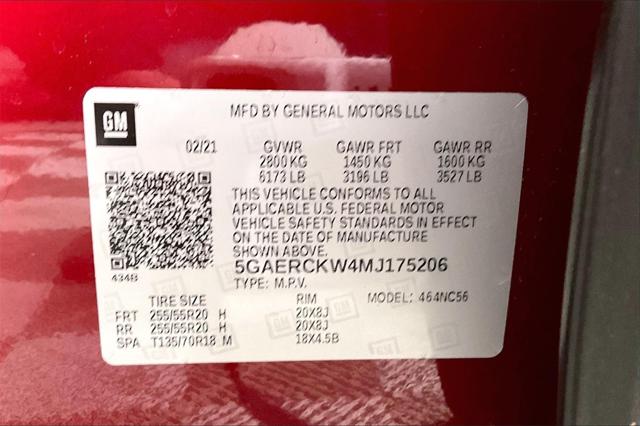 GM
MFD BY GENERAL MOTORS LLC
02/21 GVWR GAWR FRT GAWR RR
2800 KG 1450 KG 1600 KG
6173 LB 3196 LB 3527 LB
THIS VEHICLE CONFORMS TO ALL
APPLICABLE U.S. FEDERAL MOTOR
VEHICLE SAFETY STANDARDS IN EFFECT
ON THE DATE OF MANUFACTURE
SHOWN ABOVE.
434B
5GAERCKW4MJ175206
TYPE: M.P.V.
TIRE SIZE RIM MODEL: 464NC56
FRT 255/55R20 H 20X8J
RR 255/55R20 H 20X8J
SPA T135/70R18 M 18X4.5B